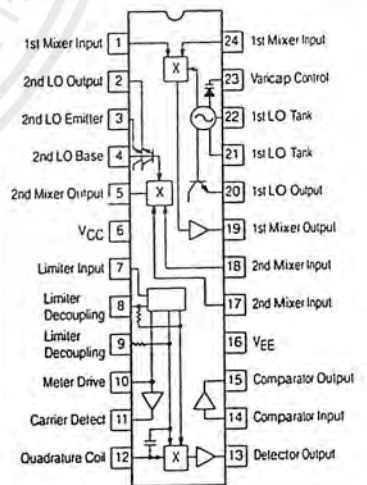 1st Mixer Input 1
2nd LO Output 2
2nd LO Emitter 3
2nd LO Base 4
2nd Mixer Output 5
VCC 6
Limiter Input 7
Limiter
Decoupling 8
Limiter
Decoupling 9
Meter Drive 10
Carrier Detect 11
Quadrature Coil 12
24 1st Mixer Input
23 Varicap Control
22 1st LO Tank
21 1st LO Tank
20 1st LO Output
19 1st Mixer Output
18 2nd Mixer Input
17 2nd Mixer Input
16 VEE
15 Comparator Output
14 Comparator Input
13 Detector Output
X
X
X